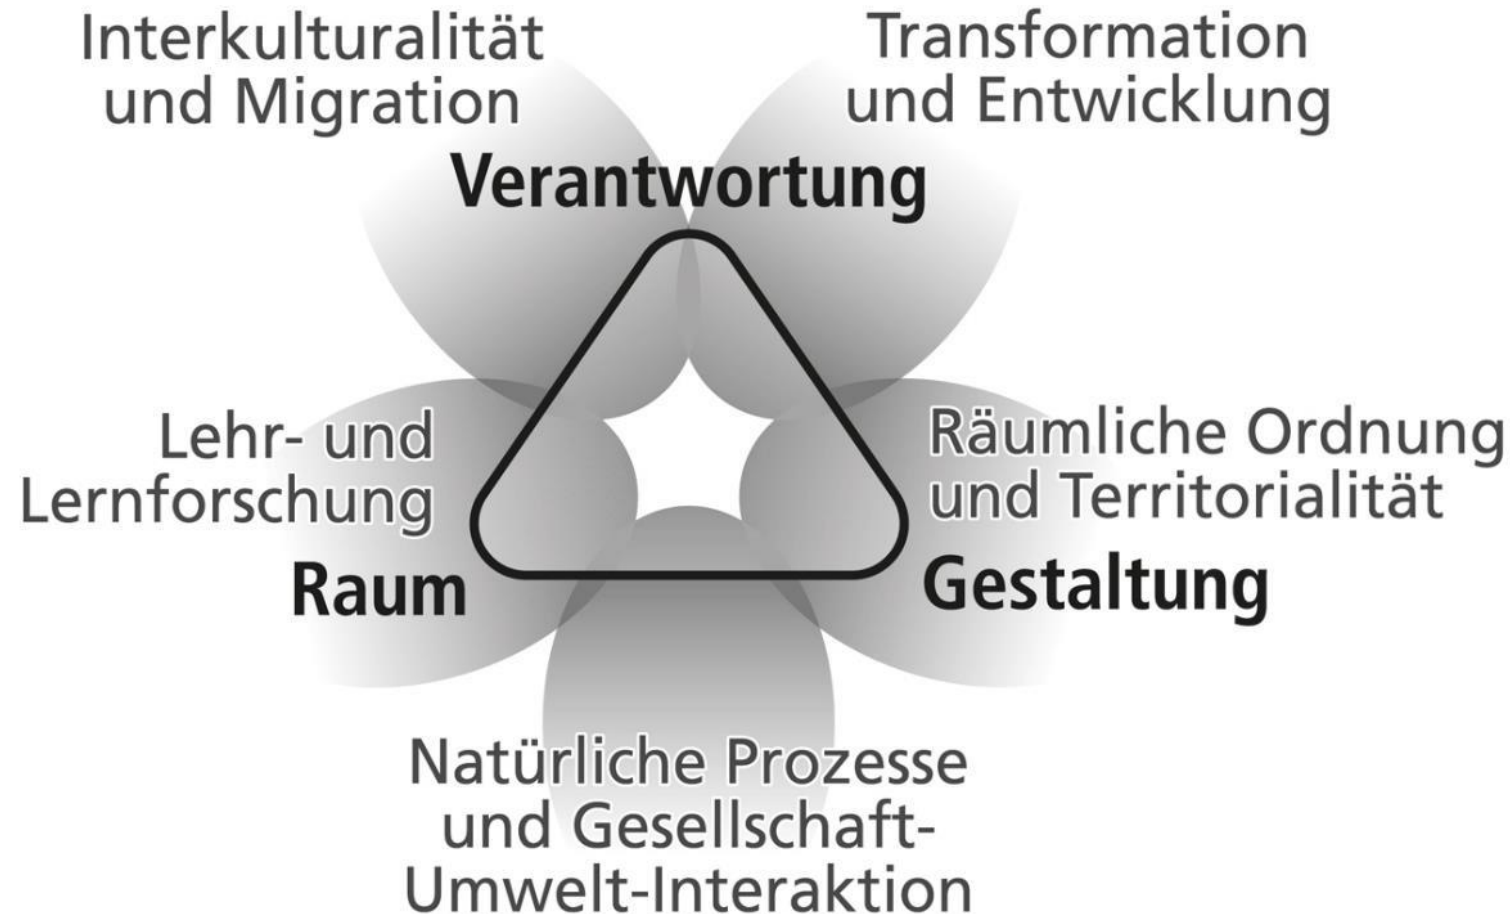 Interkulturalität
und Migration
Transformation
und Entwicklung
Verantwortung
Lehr- und
Lernforschung
Räumliche Ordnung
und Territorialität
Raum
Gestaltung
Natürliche Prozesse
und Gesellschaft-
Umwelt-Interaktion